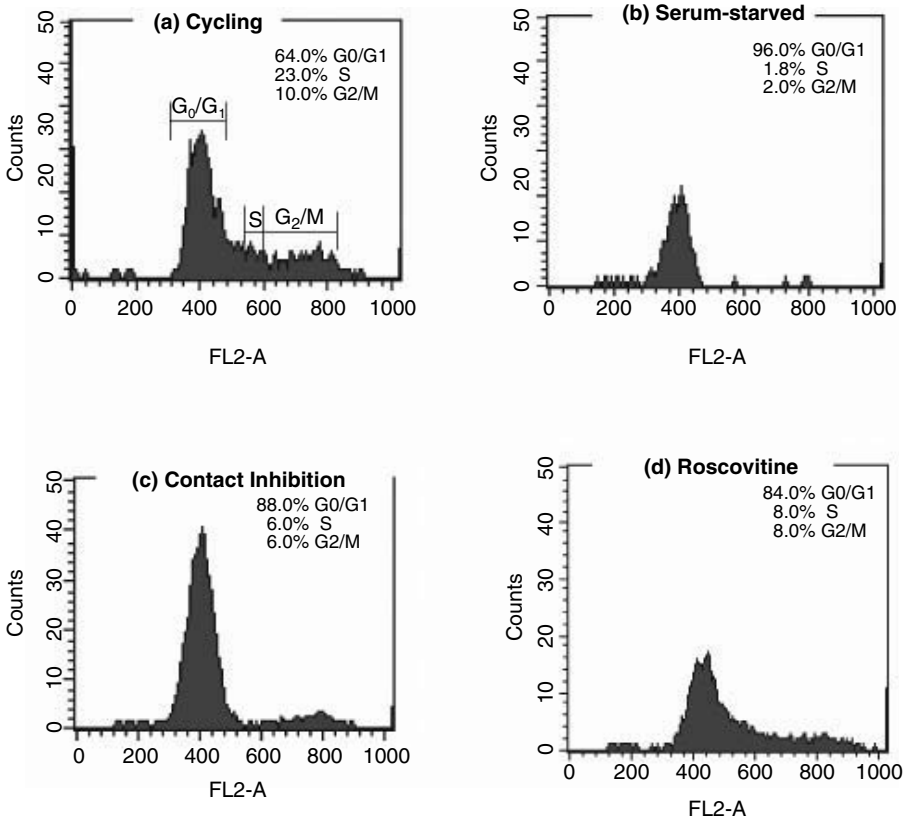 (a) Cycling
64.0% G0/G1
23.0% S
10.0% G2/M
G0/G1
S
G2/M
Counts
50
40
30
20
10
0
0 200 400 600 800 1000
FL2-A
(b) Serum-starved
96.0% G0/G1
1.8% S
2.0% G2/M
Counts
50
40
30
20
10
0
0 200 400 600 800 1000
FL2-A
(c) Contact Inhibition
88.0% G0/G1
6.0% S
6.0% G2/M
Counts
50
40
30
20
10
0
0 200 400 600 800 1000
FL2-A
(d) Roscovitine
84.0% G0/G1
8.0% S
8.0% G2/M
Counts
50
40
30
20
10
0
0 200 400 600 800 1000
FL2-A